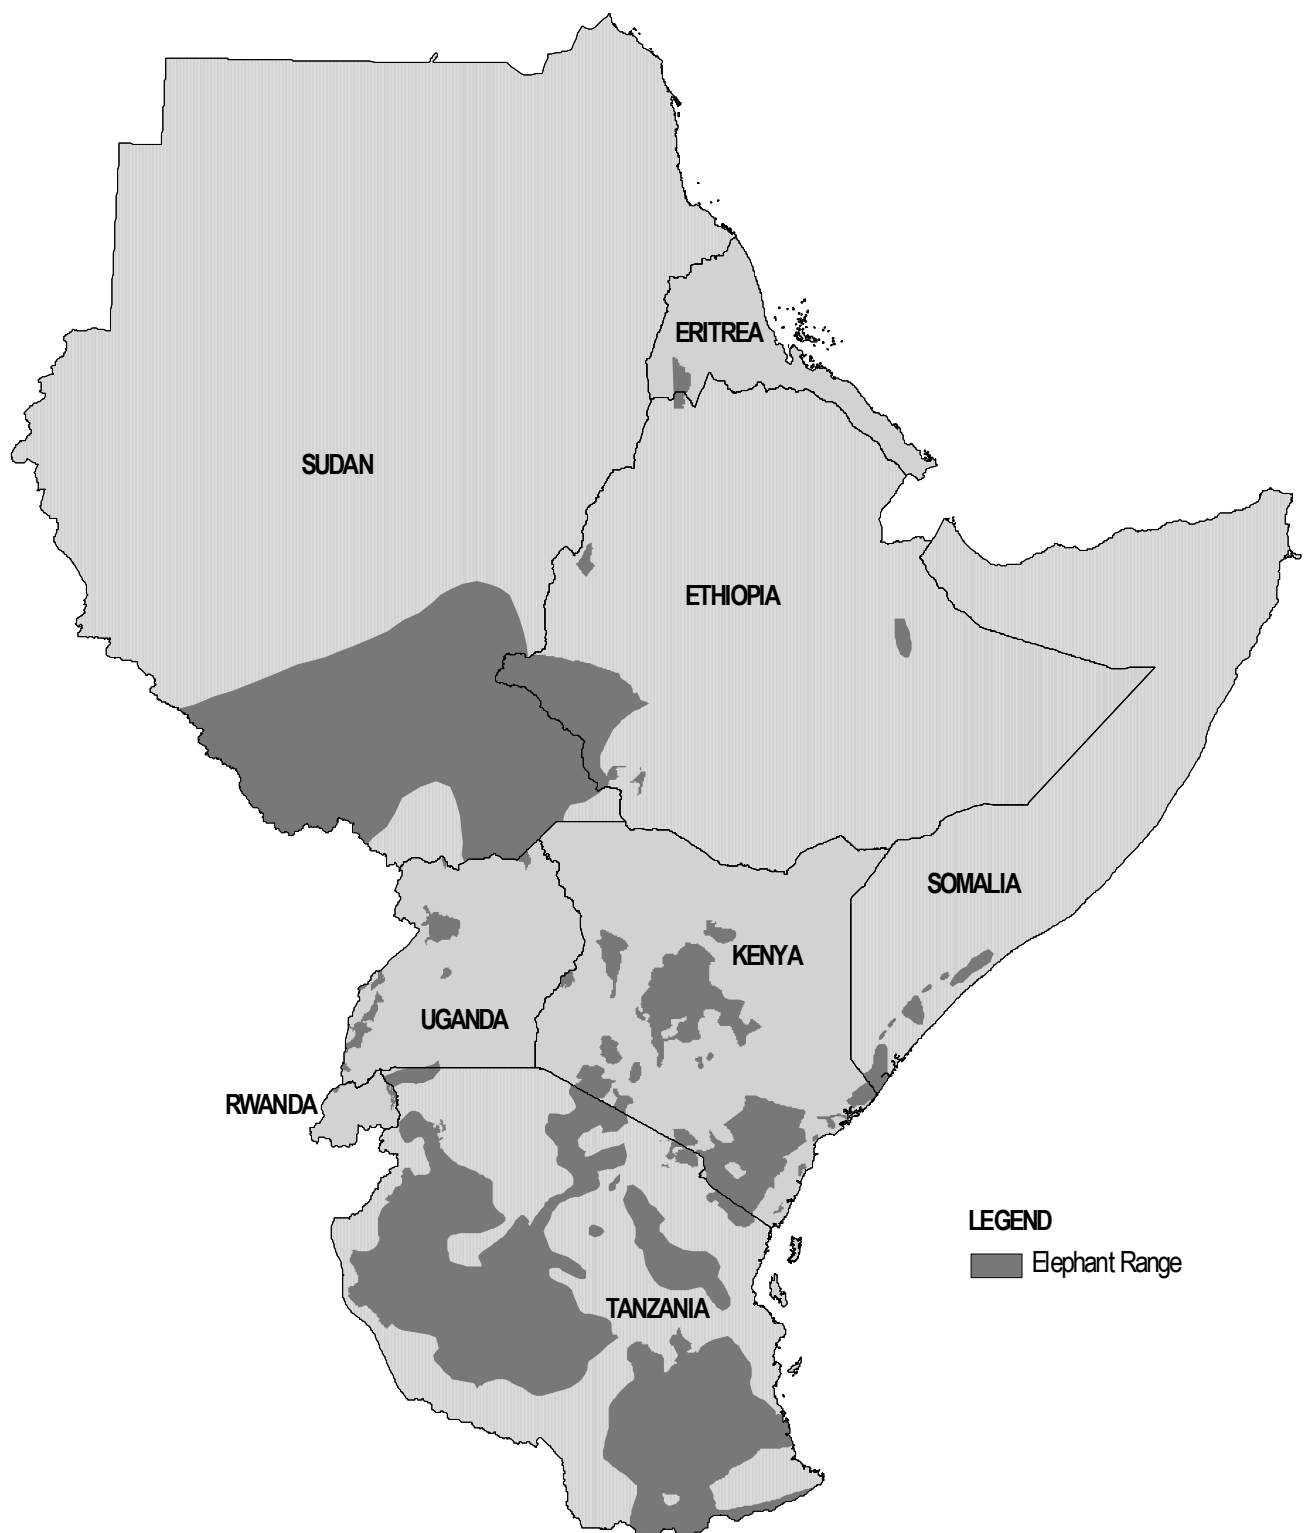 ERITREA
SUDAN
ETHIOPIA
SOMALIA
KENYA
UGANDA
RWANDA
LEGEND
Elephant Range
TANZANIA